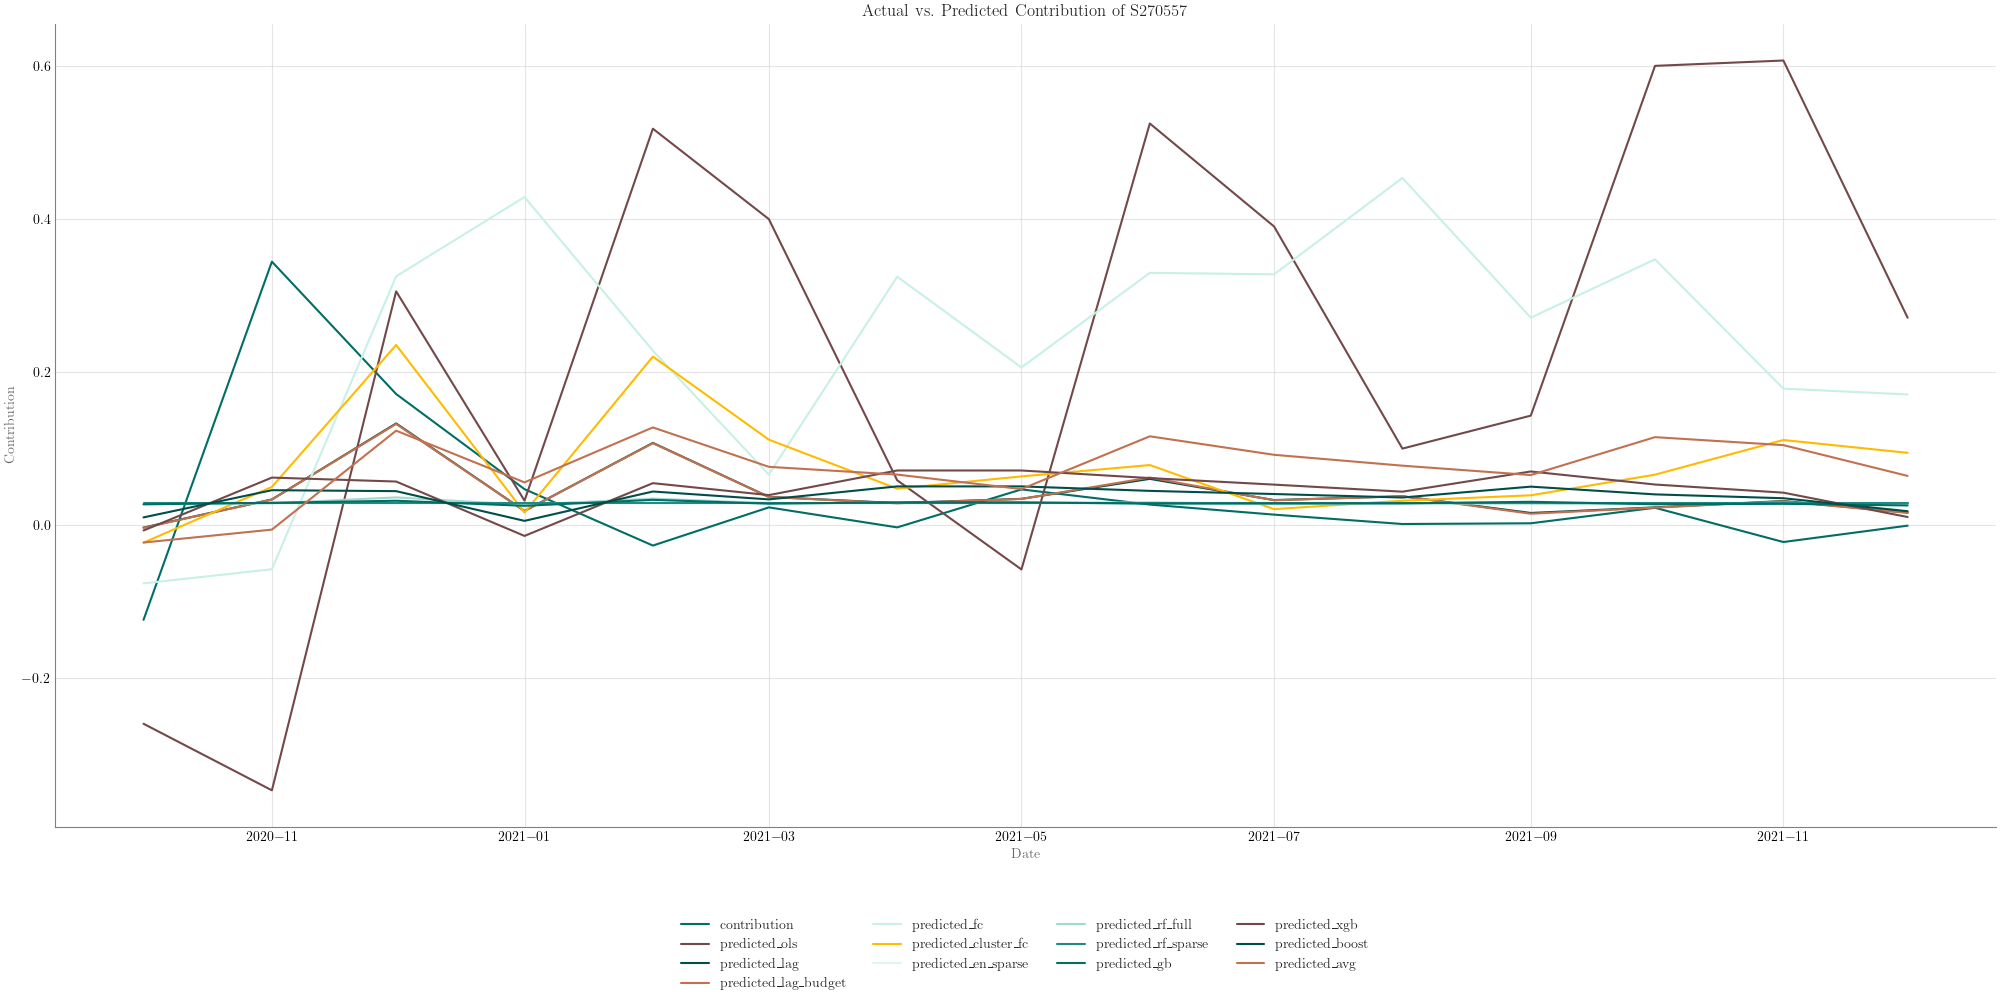 Actual vs. Predicted Contribution of S270557
0.6
0.4
0.2
0.0
−0.2
Contribution
2020−11
2021−01
2021−03
2021−05
2021−07
2021−09
2021−11
Date
contribution
predicted_ols
predicted_lag
predicted_lag_budget
predicted_fc
predicted_cluster_fc
predicted_en_sparse
predicted_rf_full
predicted_rf_sparse
predicted_gb
predicted_xgb
predicted_boost
predicted_avg